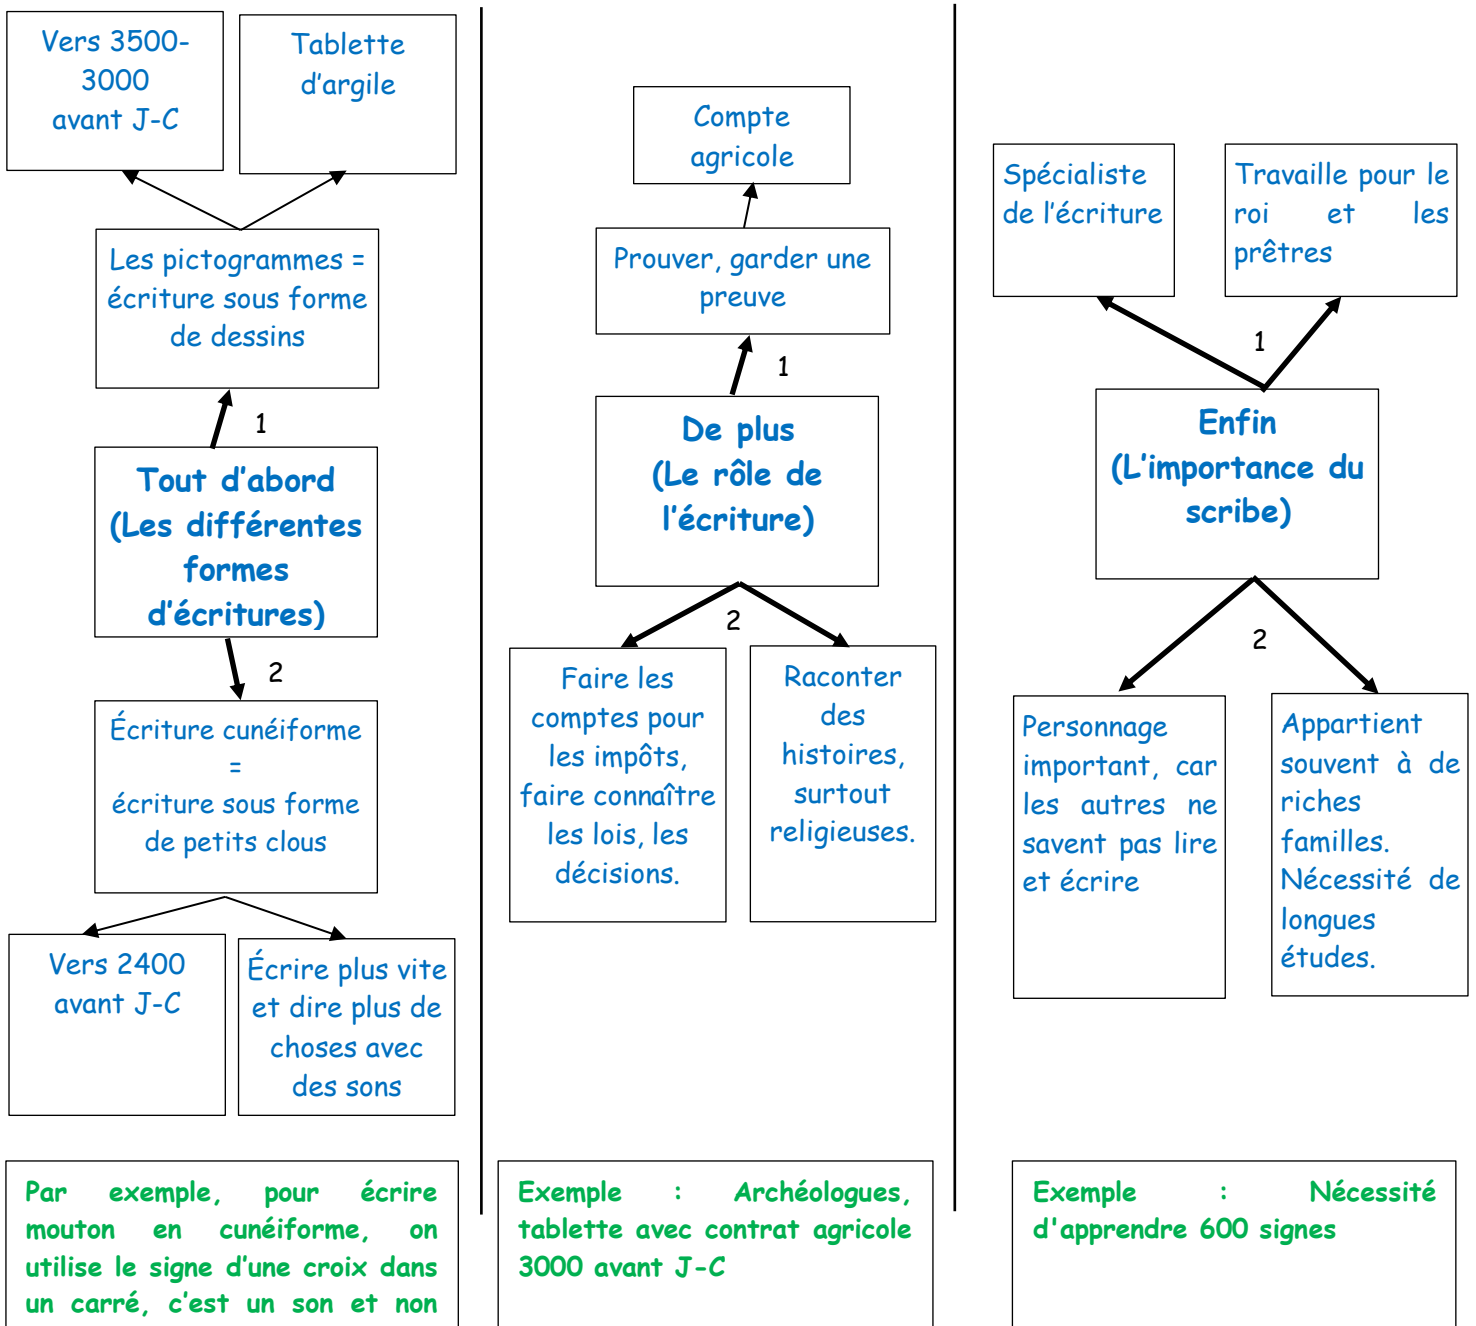 Vers 3500-
3000
avant J-C
Tablette
d'argile
Les pictogrammes =
écriture sous forme
de dessins
1
Tout d'abord
(Les différentes
formes
d'écritures)
2
Écriture cunéiforme
=
écriture sous forme
de petits clous
Vers 2400
avant J-C
Écrire plus vite
et dire plus de
choses avec
des sons
Par exemple, pour écrire
mouton en cunéiforme, on
utilise le signe d'une croix dans
un carré, c'est un son et non
Compte
agricole
Prouver, garder une
preuve
1
De plus
(Le rôle de
l'écriture)
2
Faire les
comptes pour
les impôts,
faire connaître
les lois, les
décisions.
Raconter
des
histoires,
surtout
religieuses.
Exemple : Archéologues,
tablette avec contrat agricole
3000 avant J-C
Spécialiste
de l'écriture
Travaille pour le
roi et les
prêtres
1
Enfin
(L'importance du
scribe)
2
Personnage
important, car
les autres ne
savent pas lire
et écrire
Appartient
souvent à de
riches
familles.
Nécessité de
longues
études.
Exemple : Nécessité
d'apprendre 600 signes